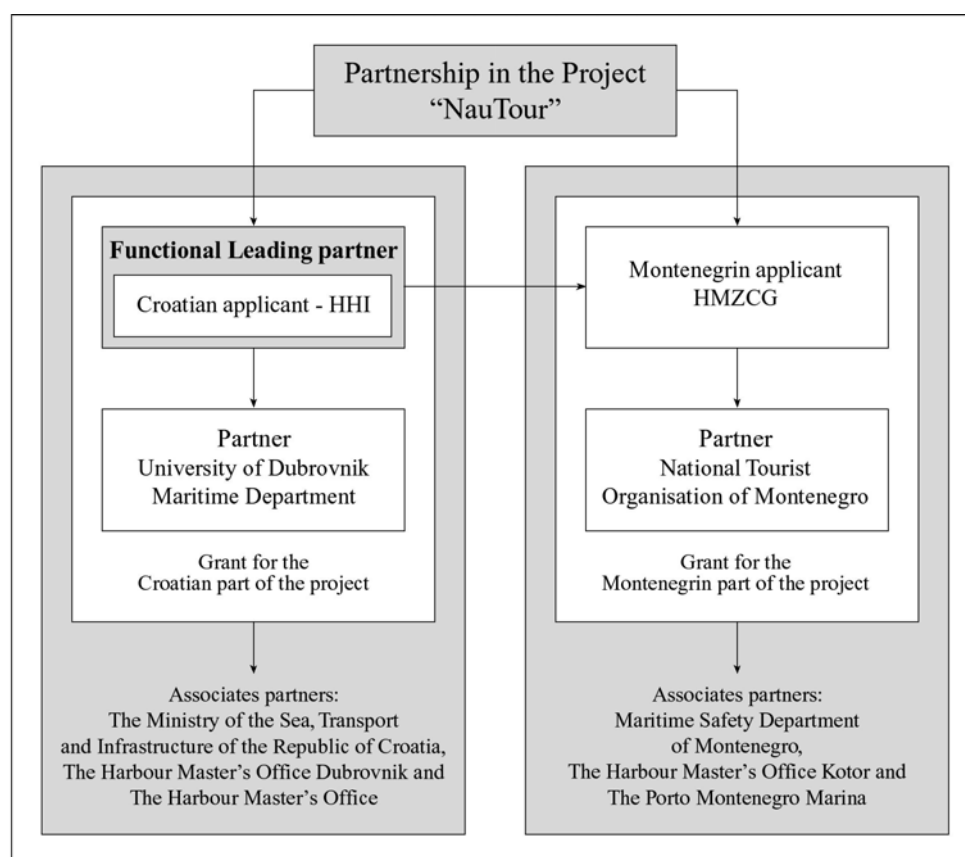 Partnership in the Project
“NauTour”
Functional Leading partner
Croatian applicant - HHI
Partner
University of Dubrovnik
Maritime Department
Grant for the
Croatian part of the project
Associates partners:
The Ministry of the Sea, Transport
and Infrastructure of the Republic of Croatia,
The Harbour Master’s Office Dubrovnik and
The Harbour Master’s Office
Montenegrin applicant
HMZCG
Partner
National Tourist
Organisation of Montenegro
Grant for the
Montenegrin part of the project
Associates partners:
Maritime Safety Department
of Montenegro,
The Harbour Master’s Office Kotor and
The Porto Montenegro Marina